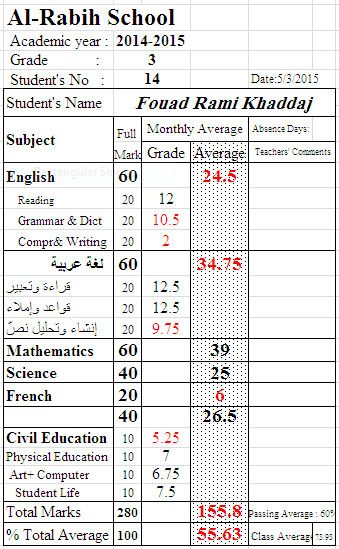 Al-Rabih School
Academic year : 2014-2015
Grade : 3
Student's No : 14 Date:5/3/2015
Student's Name Fouad Rami Khaddaj
Subject Full Mark Monthly Average Absence Days:
Grade Average Teachers' Comments
English 60 24.5
Reading 20 12
Grammar & Dict 20 10.5
Compr& Writing 20 2
لغة عربية 60 34.75
قراءة وتعبير 20 12.5
قواعد وإملاء 20 12.5
إنشاء وتحليل نصّ 20 9.75
Mathematics 60 39
Science 40 25
French 20 6
40 26.5
Civil Education 10 5.25
Physical Education 10 7
Art+ Computer 10 6.75
Student Life 10 7.5
Total Marks 280 155.8 Passing Average : 60%
% Total Average 100 55.63 Class Averag 73.93